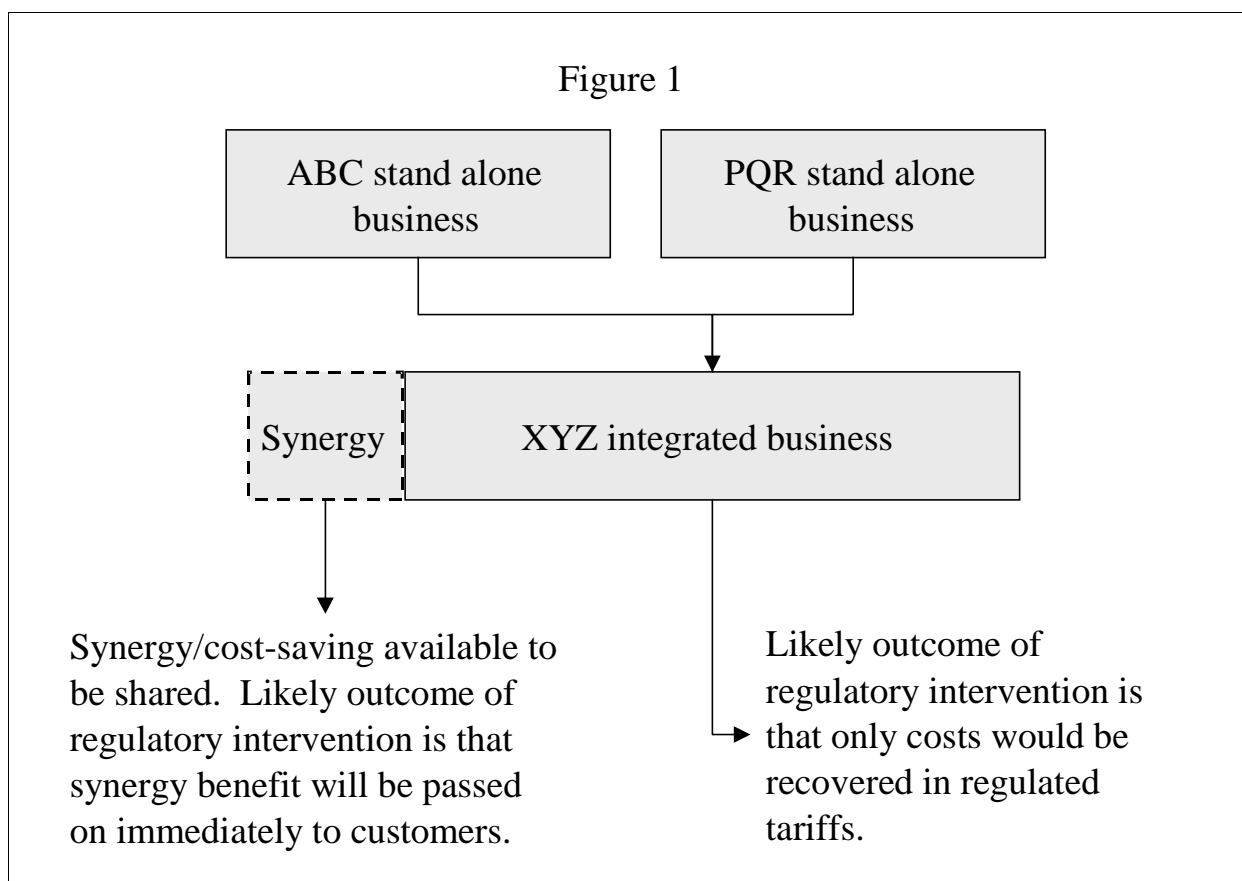 Figure 1
ABC stand alone
business
PQR stand alone
business
Synergy
XYZ integrated business
Synergy/cost-saving available to
be shared.  Likely outcome of
regulatory intervention is that
synergy benefit will be passed
on immediately to customers.
Likely outcome of
regulatory intervention is
that only costs would be
recovered in regulated
tariffs.